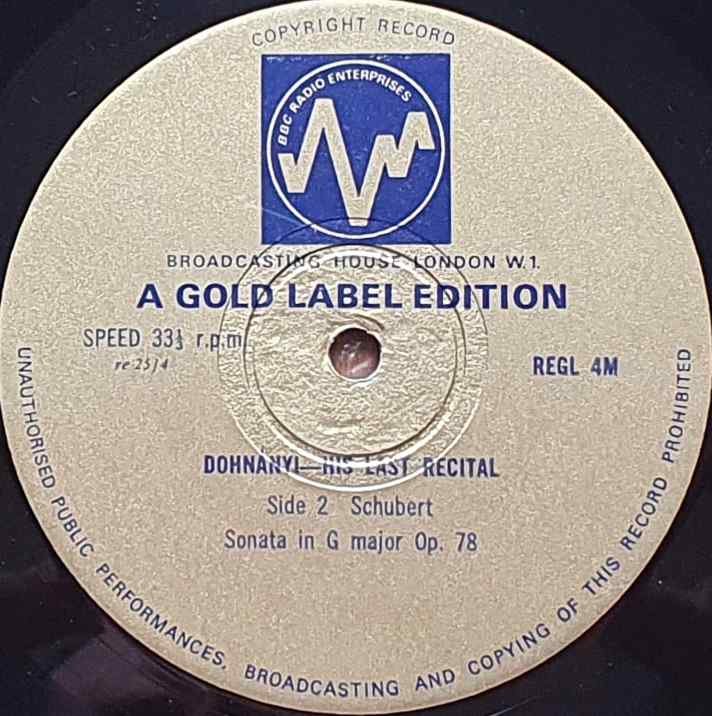 COPYRIGHT RECORD
BBC RADIO ENTERPRISES
BROADCASTING HOUSE LONDON W.1.
A GOLD LABEL EDITION
SPEED 33⅓ r.p.m.
re 2514
REGL 4M
DOHNÁNYI—HIS LAST RECITAL
Side 2 Schubert
Sonata in G major Op. 78
UNAUTHORISED PUBLIC PERFORMANCES, BROADCASTING AND COPYING OF THIS RECORD PROHIBITED